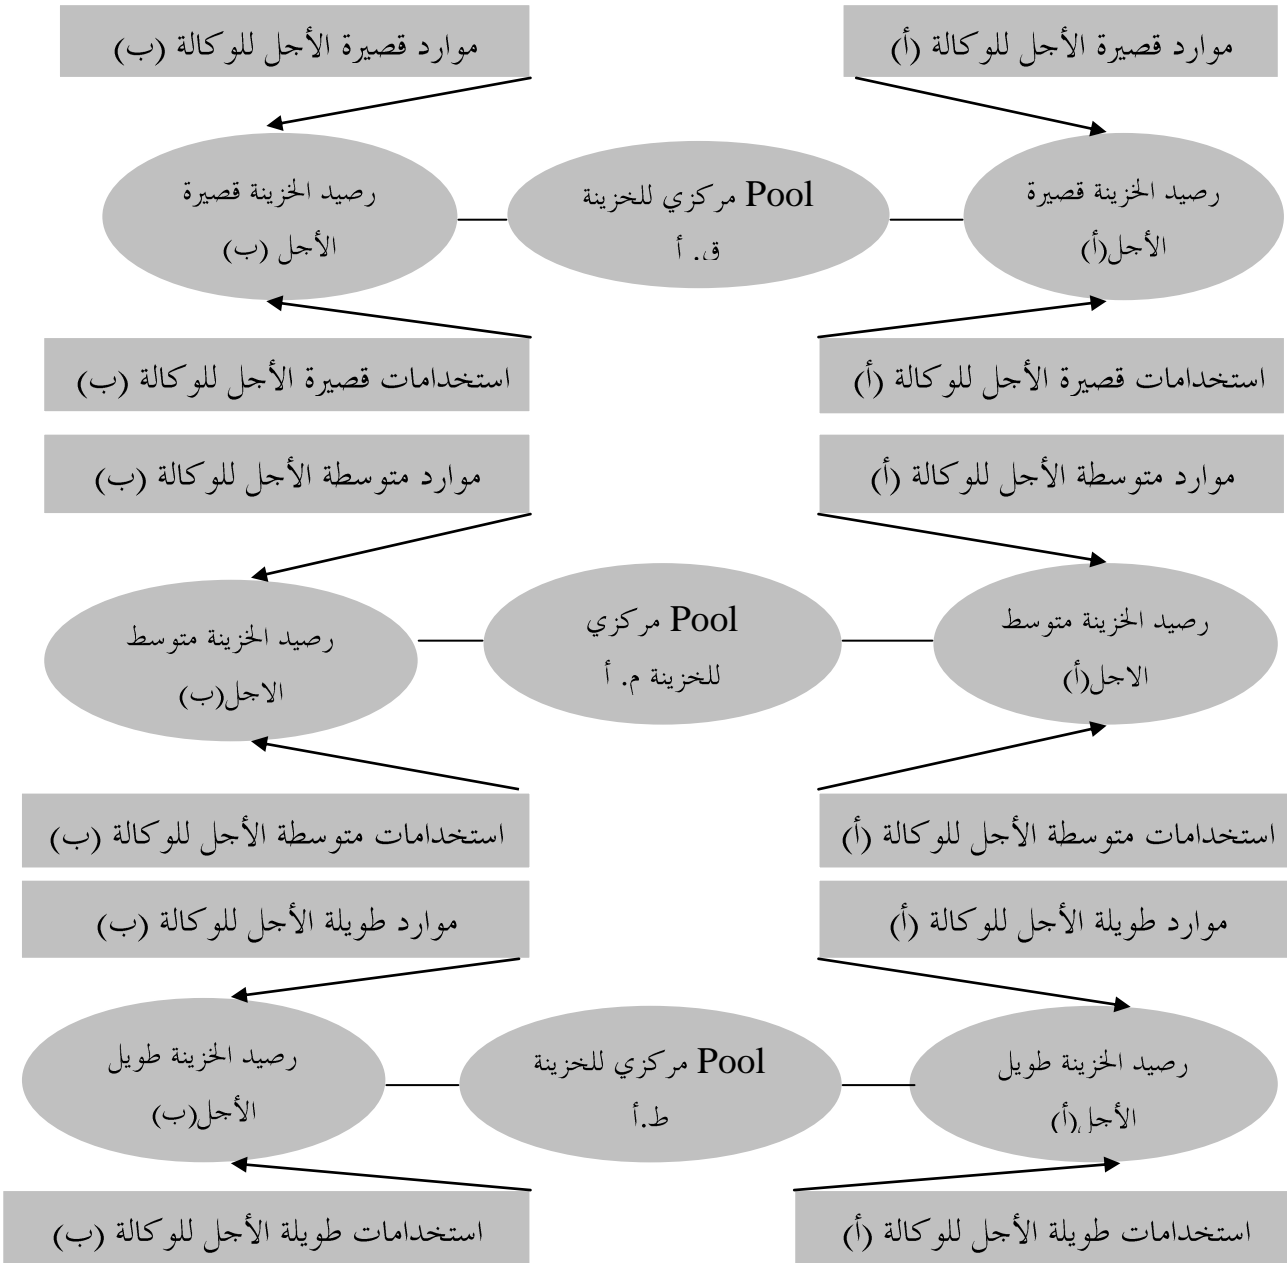 موارد قصيرة الأجل للوكالة (أ)
موارد قصيرة الأجل للوكالة (ب)
رصيد الخزينة قصيرة
الأجل(أ)
Pool مركزي للخزينة
ق. أ
رصيد الخزينة قصيرة
الأجل (ب)
استخدامات قصيرة الأجل للوكالة (أ)
استخدامات قصيرة الأجل للوكالة (ب)
موارد متوسطة الأجل للوكالة (أ)
موارد متوسطة الأجل للوكالة (ب)
رصيد الخزينة متوسط
الاجل(أ)
Pool مركزي
للخزينة م. أ
رصيد الخزينة متوسط
الاجل(ب)
استخدامات متوسطة الأجل للوكالة (أ)
استخدامات متوسطة الأجل للوكالة (ب)
موارد طويلة الأجل للوكالة (أ)
موارد طويلة الأجل للوكالة (ب)
رصيد الخزينة طويل
الأجل(أ)
Pool مركزي للخزينة
ط.أ
رصيد الخزينة طويل
الأجل(ب)
استخدامات طويلة الأجل للوكالة (أ)
استخدامات طويلة الأجل للوكالة (ب)